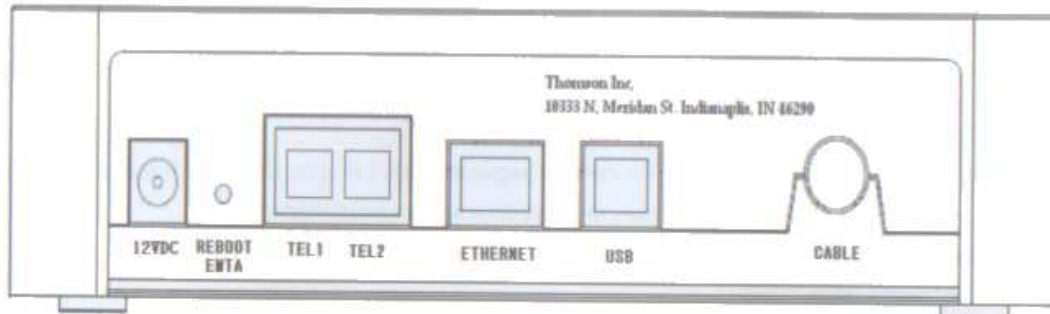 Thomson Inc,
10333 N, Meridan St. Indianaplis, IN 46290
12VDC
REBOOT
EMTA
TEL1
TEL2
ETHERNET
USB
CABLE